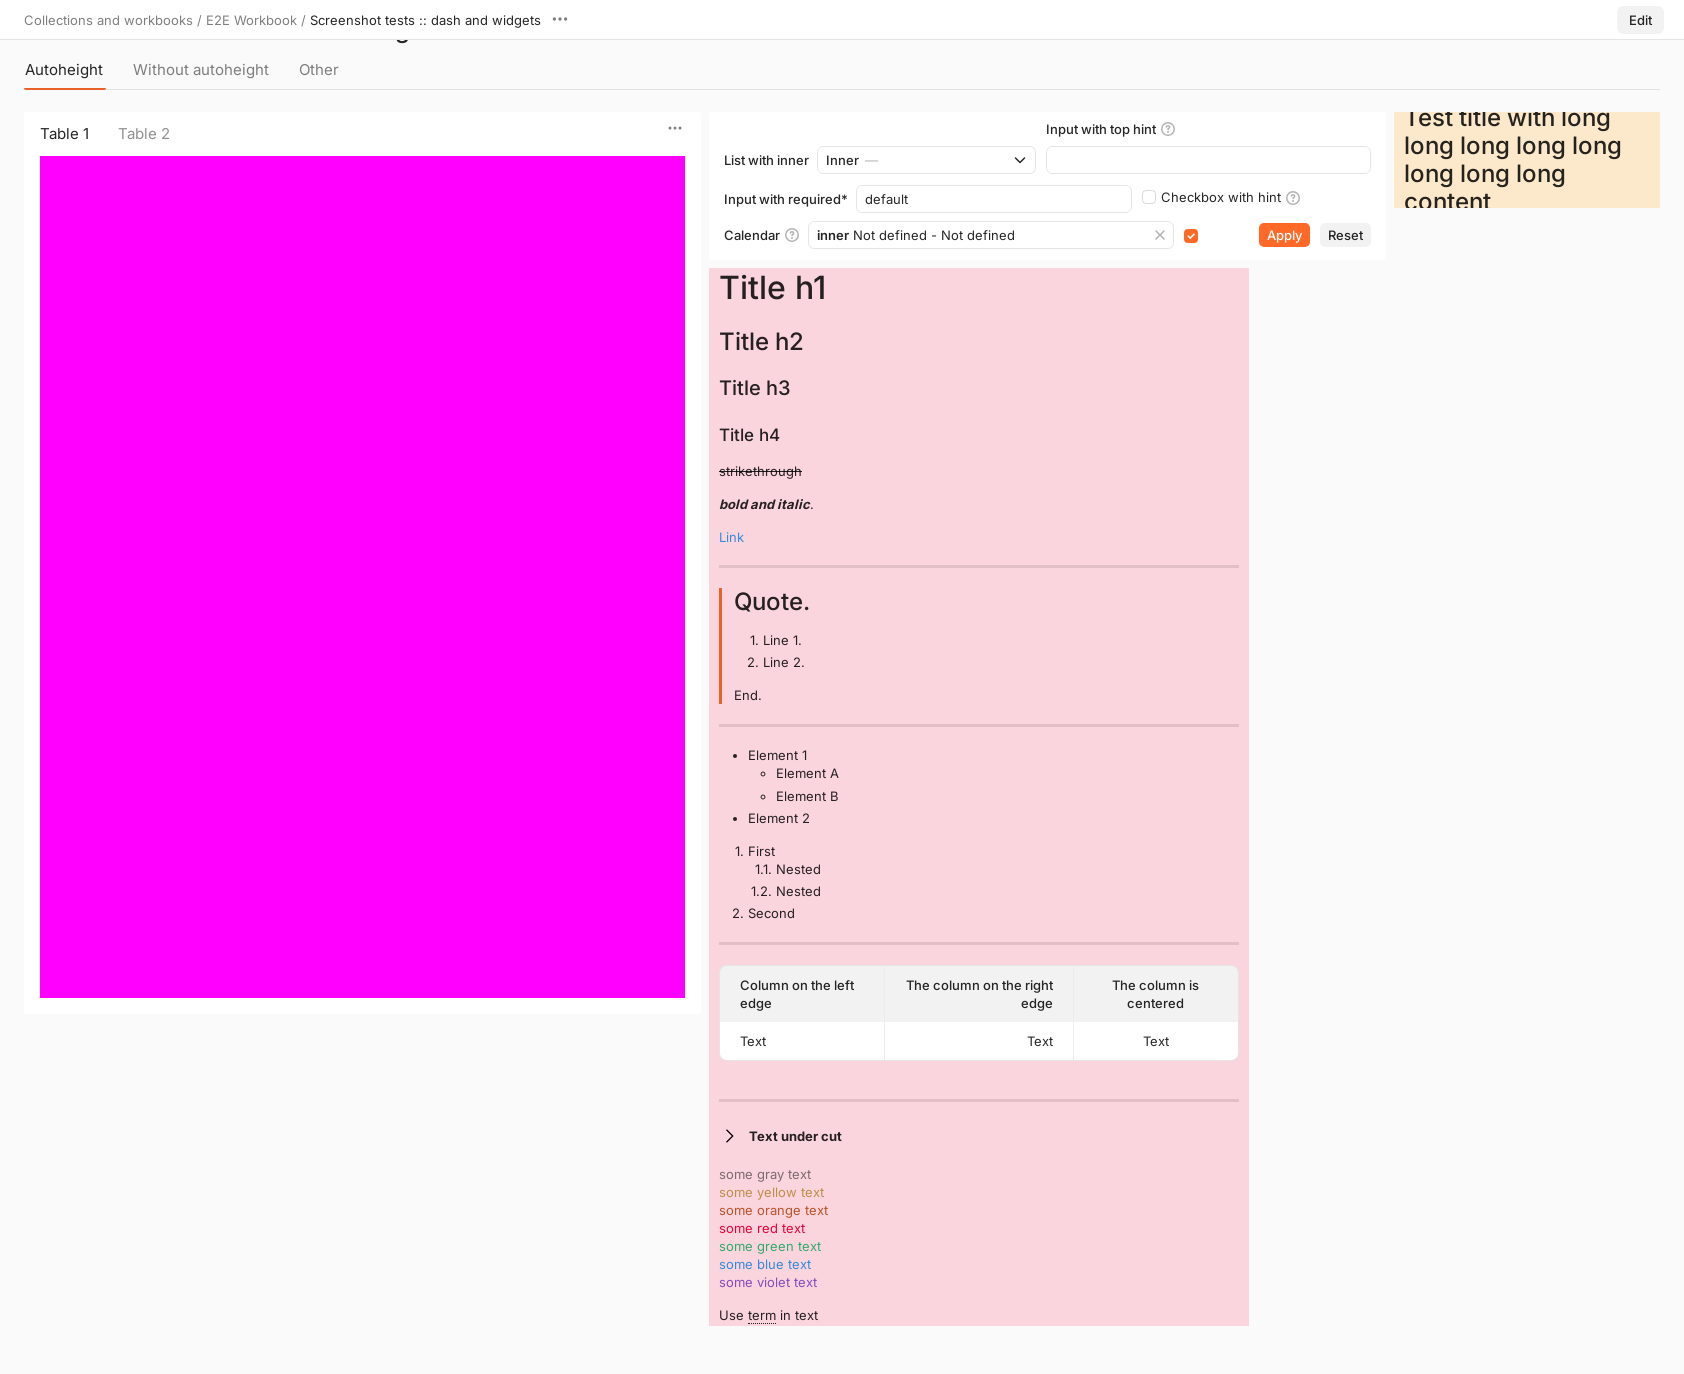 Collections and workbooks / E2E Workbook / Screenshot tests :: dash and widgets
Edit
Autoheight
Without autoheight
Other
Table 1
Table 2
Input with top hint
List with inner
Inner —
Input with required*
default
Checkbox with hint
Calendar
inner Not defined - Not defined
Apply
Reset
Test title with long
long long long long
long long long
content
Title h1
Title h2
Title h3
Title h4
strikethrough
bold and italic.
Link
Quote.
1. Line 1.
2. Line 2.
End.
• Element 1
◦ Element A
◦ Element B
• Element 2
1. First
1.1. Nested
1.2. Nested
2. Second
Column on the left
edge
The column on the right
edge
The column is
centered
Text
Text
Text
Text under cut
some gray text
some yellow text
some orange text
some red text
some green text
some blue text
some violet text
Use term in text